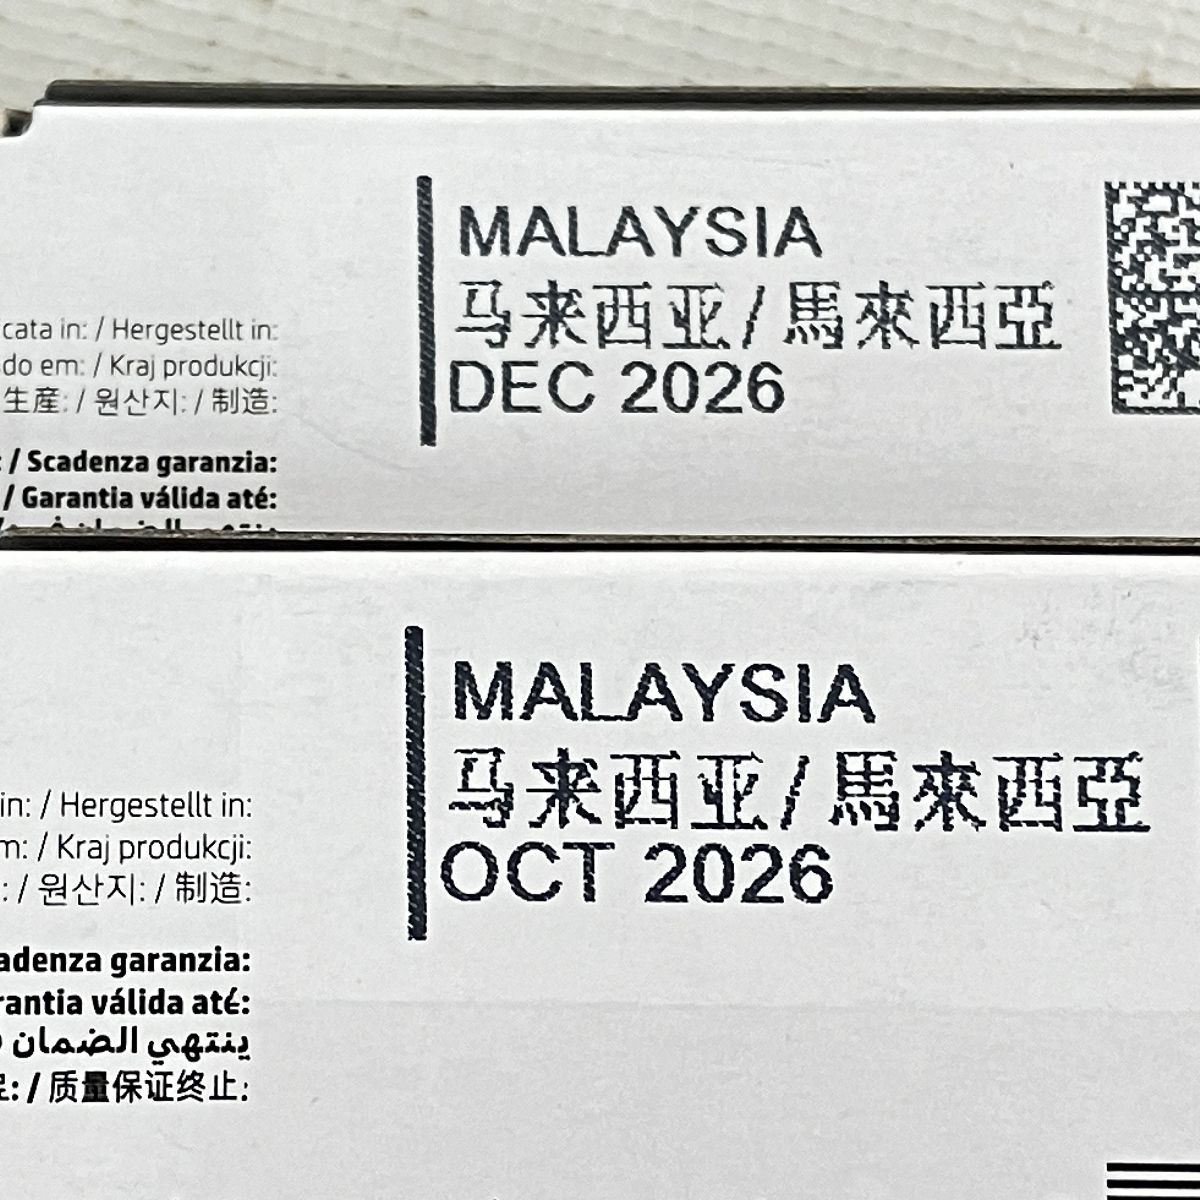 MALAYSIA
马来西亚 / 馬來西亞
DEC 2026
cata in: / Hergestellt in:
do em: / Kraj produkcji:
生産: / 원산지: / 制造:
: / Scadenza garanzia:
/ Garantia válida até:
MALAYSIA
马来西亚 / 馬來西亞
OCT 2026
in: / Hergestellt in:
m: / Kraj produkcji:
: / 원산지: / 制造:
adenza garanzia:
rantia válida até:
ينتهي الضمان
: / 质量保证终止: